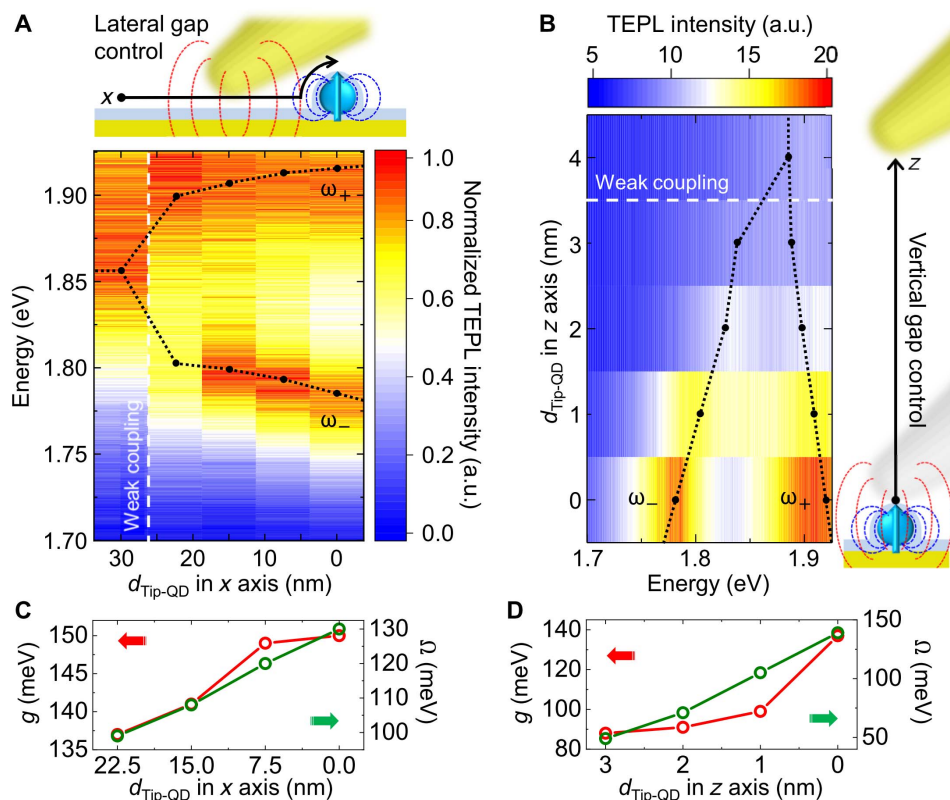 A
Lateral gap
control
x
1.90
1.85
1.80
1.75
1.70
Energy (eV)
ω+
ω−
Weak coupling
30
20
10
0
dTip-QD in x axis (nm)
1.0
0.8
0.6
0.4
0.2
0.0
Normalized TEPL intensity (a.u.)
B
TEPL intensity (a.u.)
5
10
15
20
4
3
2
1
0
dTip-QD in z axis (nm)
Weak coupling
ω−
ω+
1.7
1.8
1.9
Energy (eV)
z
Vertical gap control
C
150
145
140
135
g (meV)
130
120
110
100
Ω (meV)
22.5
15.0
7.5
0.0
dTip-QD in x axis (nm)
D
140
120
100
80
g (meV)
150
100
50
Ω (meV)
3
2
1
0
dTip-QD in z axis (nm)